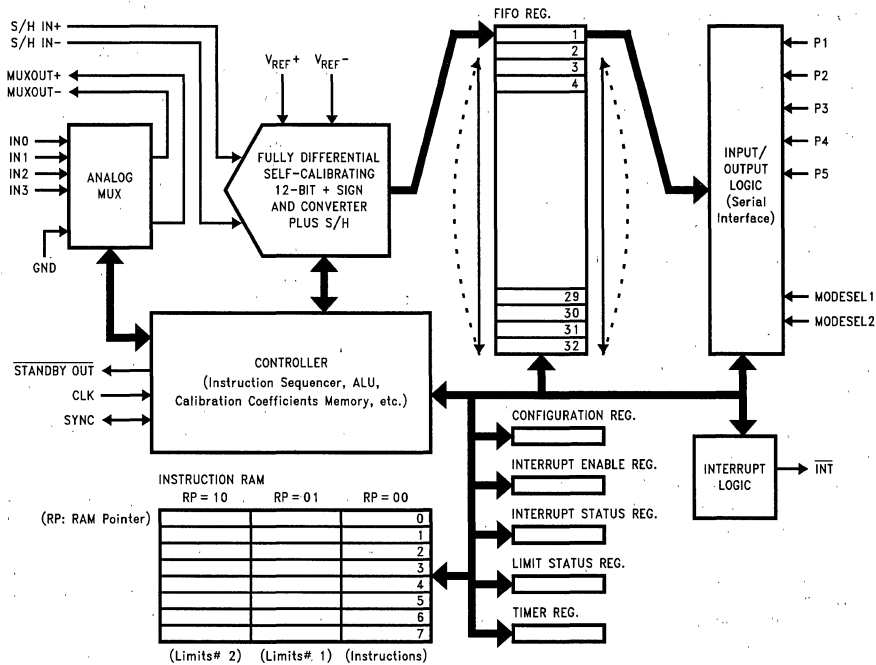 FIFO REG.
S/H IN+
S/H IN-
MUXOUT+
MUXOUT-
VREF+
VREF-
IN0
IN1
IN2
IN3
GND
ANALOG
MUX
FULLY DIFFERENTIAL
SELF-CALIBRATING
12-BIT + SIGN
AND CONVERTER
PLUS S/H
1
2
3
4
29
30
31
32
INPUT/
OUTPUT
LOGIC
(Serial
Interface)
P1
P2
P3
P4
P5
MODESEL1
MODESEL2
STANDBY OUT
CLK
SYNC
CONTROLLER
(Instruction Sequencer, ALU,
Calibration Coefficients Memory, etc.)
CONFIGURATION REG.
INTERRUPT ENABLE REG.
INTERRUPT STATUS REG.
LIMIT STATUS REG.
TIMER REG.
INTERRUPT
LOGIC
INT
INSTRUCTION RAM
RP = 10
RP = 01
RP = 00
(RP: RAM Pointer)
0
1
2
3
4
5
6
7
(Limits# 2)
(Limits# 1)
(Instructions)